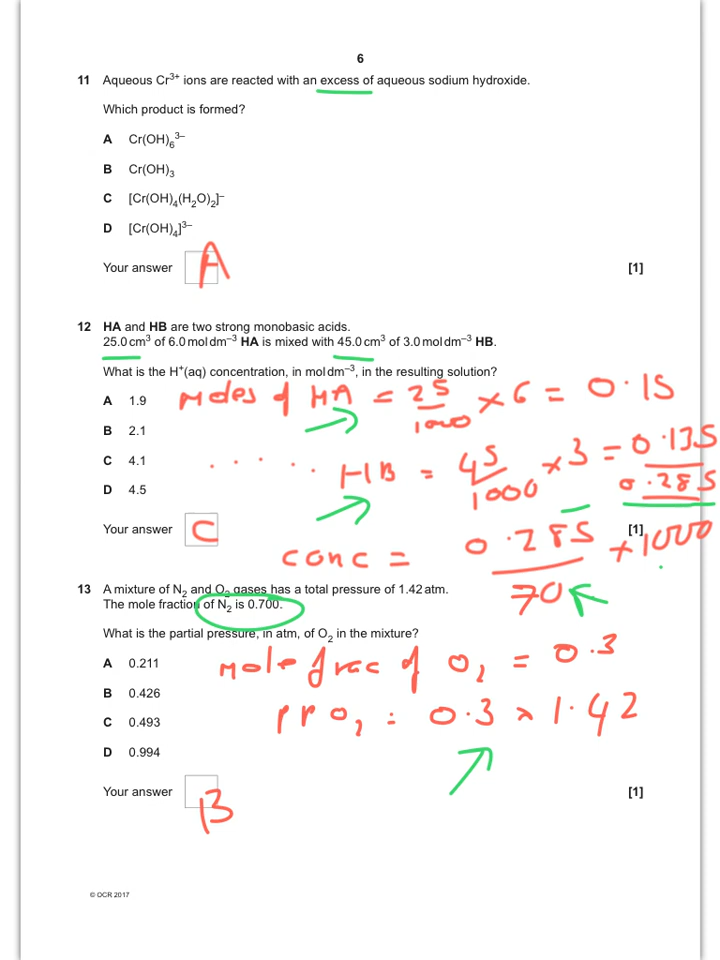 6
11 Aqueous Cr³⁺ ions are reacted with an excess of aqueous sodium hydroxide.
Which product is formed?
A Cr(OH)₆³⁻
B Cr(OH)₃
C [Cr(OH)₄(H₂O)₂]⁻
D [Cr(OH)₄]³⁻
Your answer A [1]
12 HA and HB are two strong monobasic acids.
25.0 cm³ of 6.0 mol dm⁻³ HA is mixed with 45.0 cm³ of 3.0 mol dm⁻³ HB.
What is the H⁺(aq) concentration, in mol dm⁻³, in the resulting solution?
moles of HA = 25/1000 × 6 = 0.15
A 1.9
B 2.1
C 4.1
..... HB = 45/1000 × 3 = 0.135
D 4.5
0.285
Your answer C [1]
conc = 0.285/70 × 1000
13 A mixture of N₂ and O₂ gases has a total pressure of 1.42 atm.
The mole fraction of N₂ is 0.700.
What is the partial pressure, in atm, of O₂ in the mixture?
mole frac of O₂ = 0.3
A 0.211
B 0.426
PP O₂ = 0.3 × 1.42
C 0.493
D 0.994
Your answer B [1]
© OCR 2017